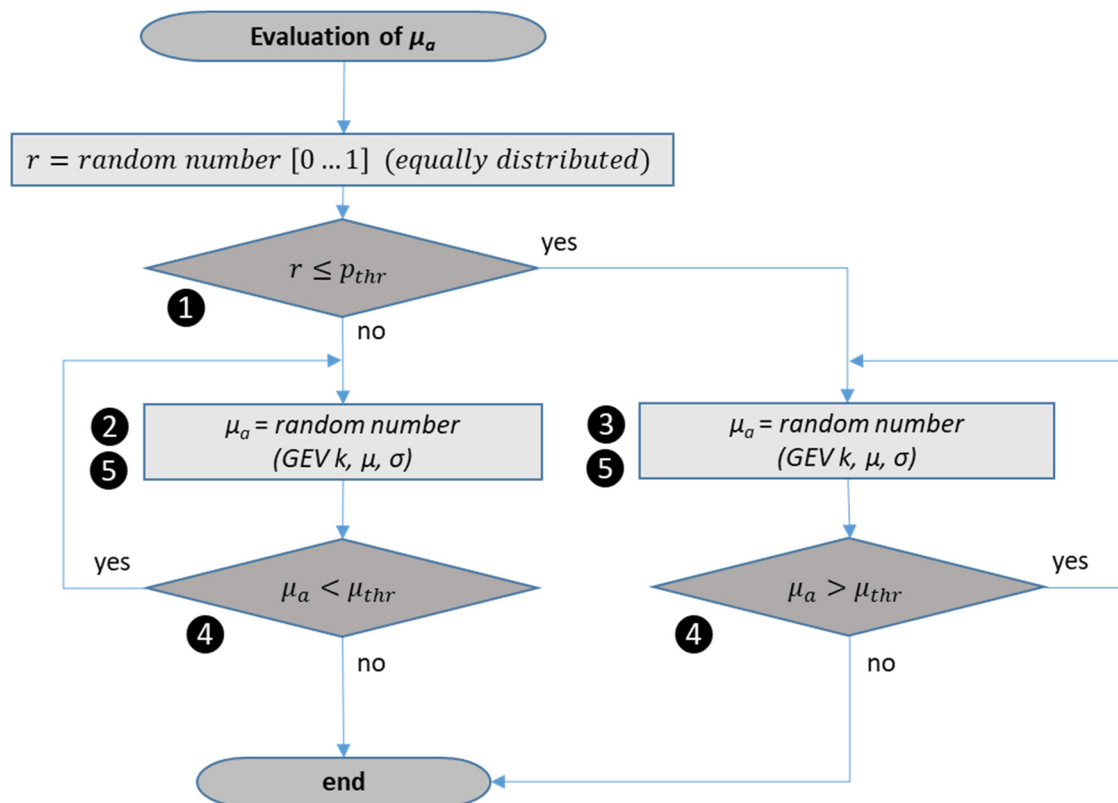 Evaluation of μₐ
r = random number [0 … 1] (equally distributed)
r ≤ pₜₕᵣ
yes
1
no
2
μₐ = random number
(GEV k, μ, σ)
5
3
μₐ = random number
(GEV k, μ, σ)
5
yes
μₐ < μₜₕᵣ
4
no
μₐ > μₜₕᵣ
yes
4
no
end